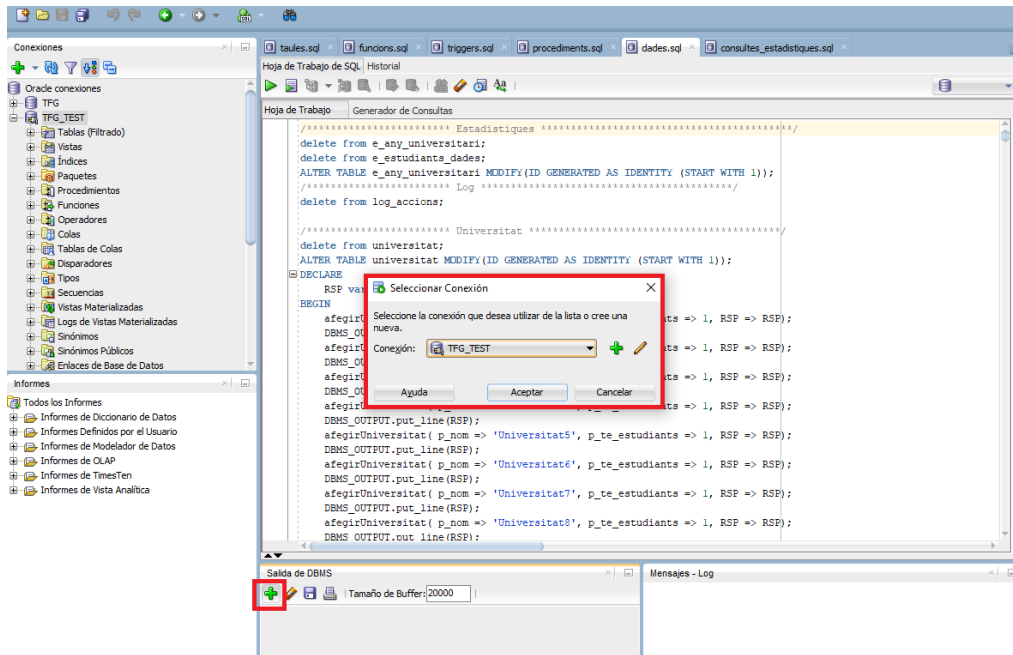 SQL
Conexiones
Oracle conexiones
TFG
TFG_TEST
Tablas (Filtrado)
Vistas
Índices
Paquetes
Procedimientos
Funciones
Operadores
Colas
Tablas de Colas
Disparadores
Tipos
Secuencias
Vistas Materializadas
Logs de Vistas Materializadas
Sinónimos
Sinónimos Públicos
Enlaces de Base de Datos
Informes
Todos los Informes
Informes de Diccionario de Datos
Informes Definidos por el Usuario
Informes de Modelador de Datos
Informes de OLAP
Informes de TimesTen
Informes de Vista Analítica
taules.sql funcions.sql triggers.sql procediments.sql dades.sql consultes_estadistiques.sql
Hoja de Trabajo de SQL Historial
Hoja de Trabajo Generador de Consultas
/************************ Estadistiques ******************************************/
delete from e_any_universitari;
delete from e_estudiants_dades;
ALTER TABLE e_any_universitari MODIFY(ID GENERATED AS IDENTITY (START WITH 1));
/************************ Log ******************************************/
delete from log_accions;
/************************ Universitat ******************************************/
delete from universitat;
ALTER TABLE universitat MODIFY(ID GENERATED AS IDENTITY (START WITH 1));
DECLARE
RSP var
BEGIN
afegirU nts => 1, RSP => RSP);
DBMS_OU
afegirU nts => 1, RSP => RSP);
DBMS_OU
afegirU nts => 1, RSP => RSP);
DBMS_OU
nts => 1, RSP => RSP);
DBMS_OUTPUT.put_line(RSP);
afegirUniversitat( p_nom => 'Universitat5', p_te_estudiants => 1, RSP => RSP);
DBMS_OUTPUT.put_line(RSP);
afegirUniversitat( p_nom => 'Universitat6', p_te_estudiants => 1, RSP => RSP);
DBMS_OUTPUT.put_line(RSP);
afegirUniversitat( p_nom => 'Universitat7', p_te_estudiants => 1, RSP => RSP);
DBMS_OUTPUT.put_line(RSP);
afegirUniversitat( p_nom => 'Universitat8', p_te_estudiants => 1, RSP => RSP);
DBMS_OUTPUT.put_line(RSP);
Seleccionar Conexión
Seleccione la conexión que desea utilizar de la lista o cree una
nueva.
Conexión: TFG_TEST
Ayuda Aceptar Cancelar
Salida de DBMS
Tamaño de Buffer: 20000
Mensajes - Log